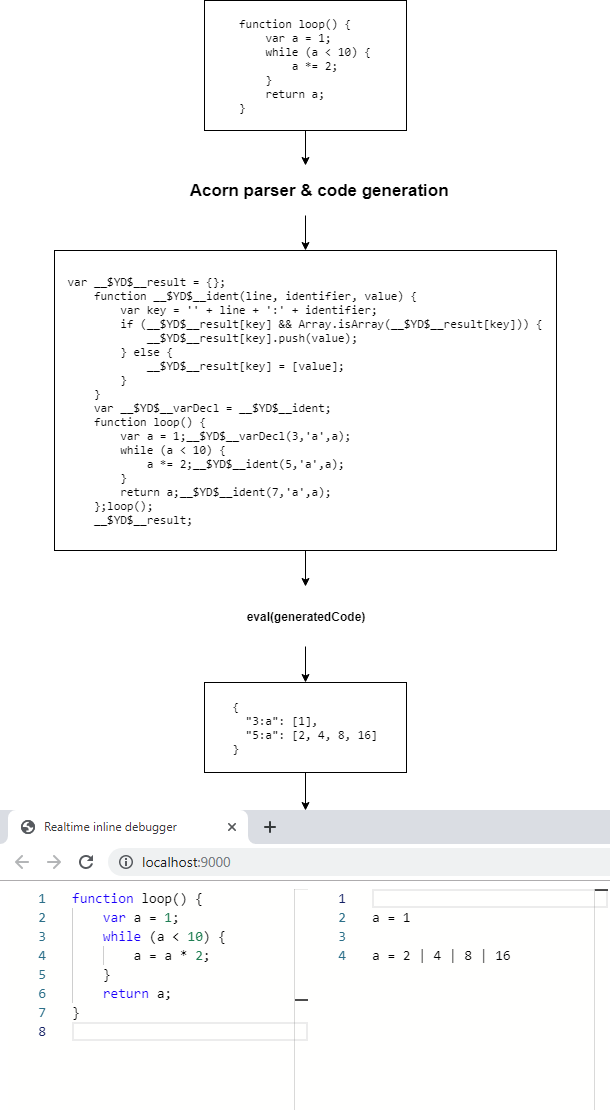 function loop() {
    var a = 1;
    while (a < 10) {
        a *= 2;
    }
    return a;
}
Acorn parser & code generation
var __$YD$__result = {};
    function __$YD$__ident(line, identifier, value) {
        var key = '' + line + ':' + identifier;
        if (__$YD$__result[key] && Array.isArray(__$YD$__result[key])) {
            __$YD$__result[key].push(value);
        } else {
            __$YD$__result[key] = [value];
        }
    }
    var __$YD$__varDecl = __$YD$__ident;
    function loop() {
        var a = 1;__$YD$__varDecl(3,'a',a);
        while (a < 10) {
            a *= 2;__$YD$__ident(5,'a',a);
        }
        return a;__$YD$__ident(7,'a',a);
    };loop();
    __$YD$__result;
eval(generatedCode)
{
  "3:a": [1],
  "5:a": [2, 4, 8, 16]
}
Realtime inline debugger
localhost:9000
1 function loop() {
2     var a = 1;
3     while (a < 10) {
4         a = a * 2;
5     }
6     return a;
7 }
8
1
2 a = 1
3
4 a = 2 | 4 | 8 | 16